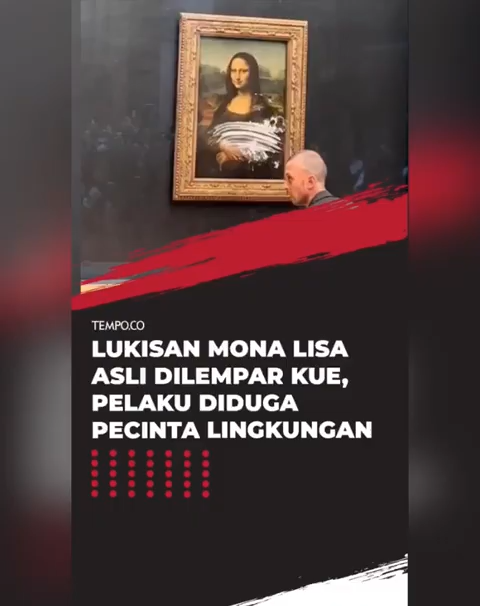 TEMPO.CO
LUKISAN MONA LISA
ASLI DILEMPAR KUE,
PELAKU DIDUGA
PECINTA LINGKUNGAN